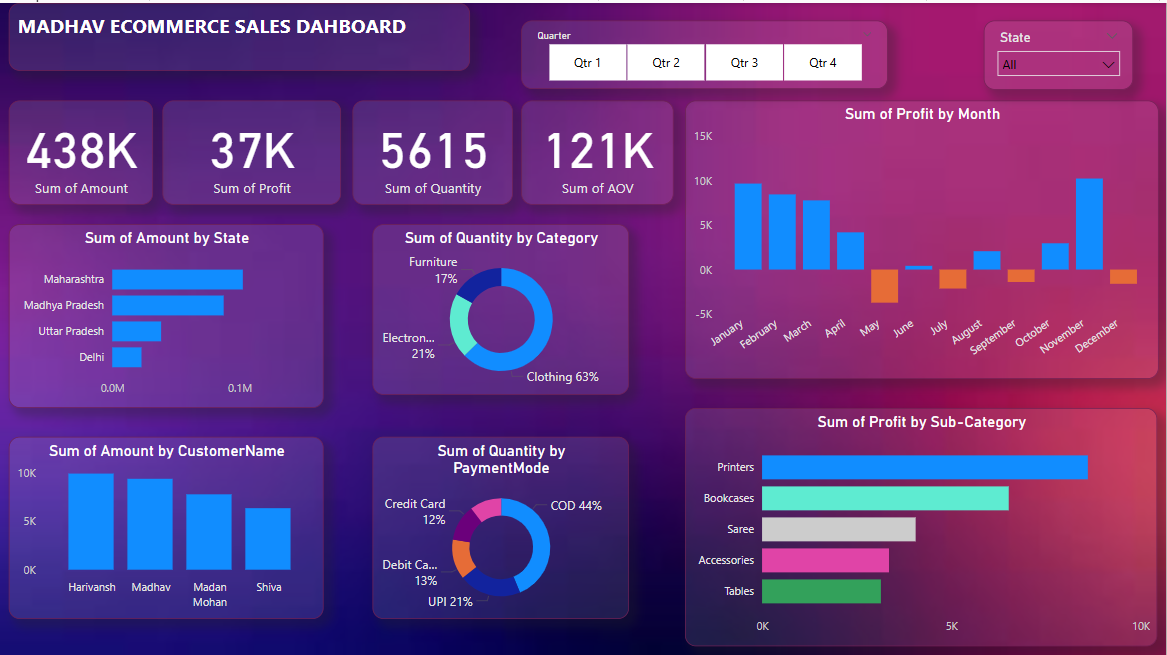 MADHAV ECOMMERCE SALES DAHBOARD
Quarter
Qtr 1
Qtr 2
Qtr 3
Qtr 4
State
All
438K
Sum of Amount
37K
Sum of Profit
5615
Sum of Quantity
121K
Sum of AOV
Sum of Profit by Month
15K
10K
5K
0K
-5K
January
February
March
April
May
June
July
August
September
October
November
December
Sum of Amount by State
Maharashtra
Madhya Pradesh
Uttar Pradesh
Delhi
0.0M
0.1M
Sum of Quantity by Category
Furniture
17%
Electron...
21%
Clothing 63%
Sum of Amount by CustomerName
10K
5K
0K
Harivansh
Madhav
Madan
Mohan
Shiva
Sum of Quantity by
PaymentMode
Credit Card
12%
COD 44%
Debit Ca...
13%
UPI 21%
Sum of Profit by Sub-Category
Printers
Bookcases
Saree
Accessories
Tables
0K
5K
10K